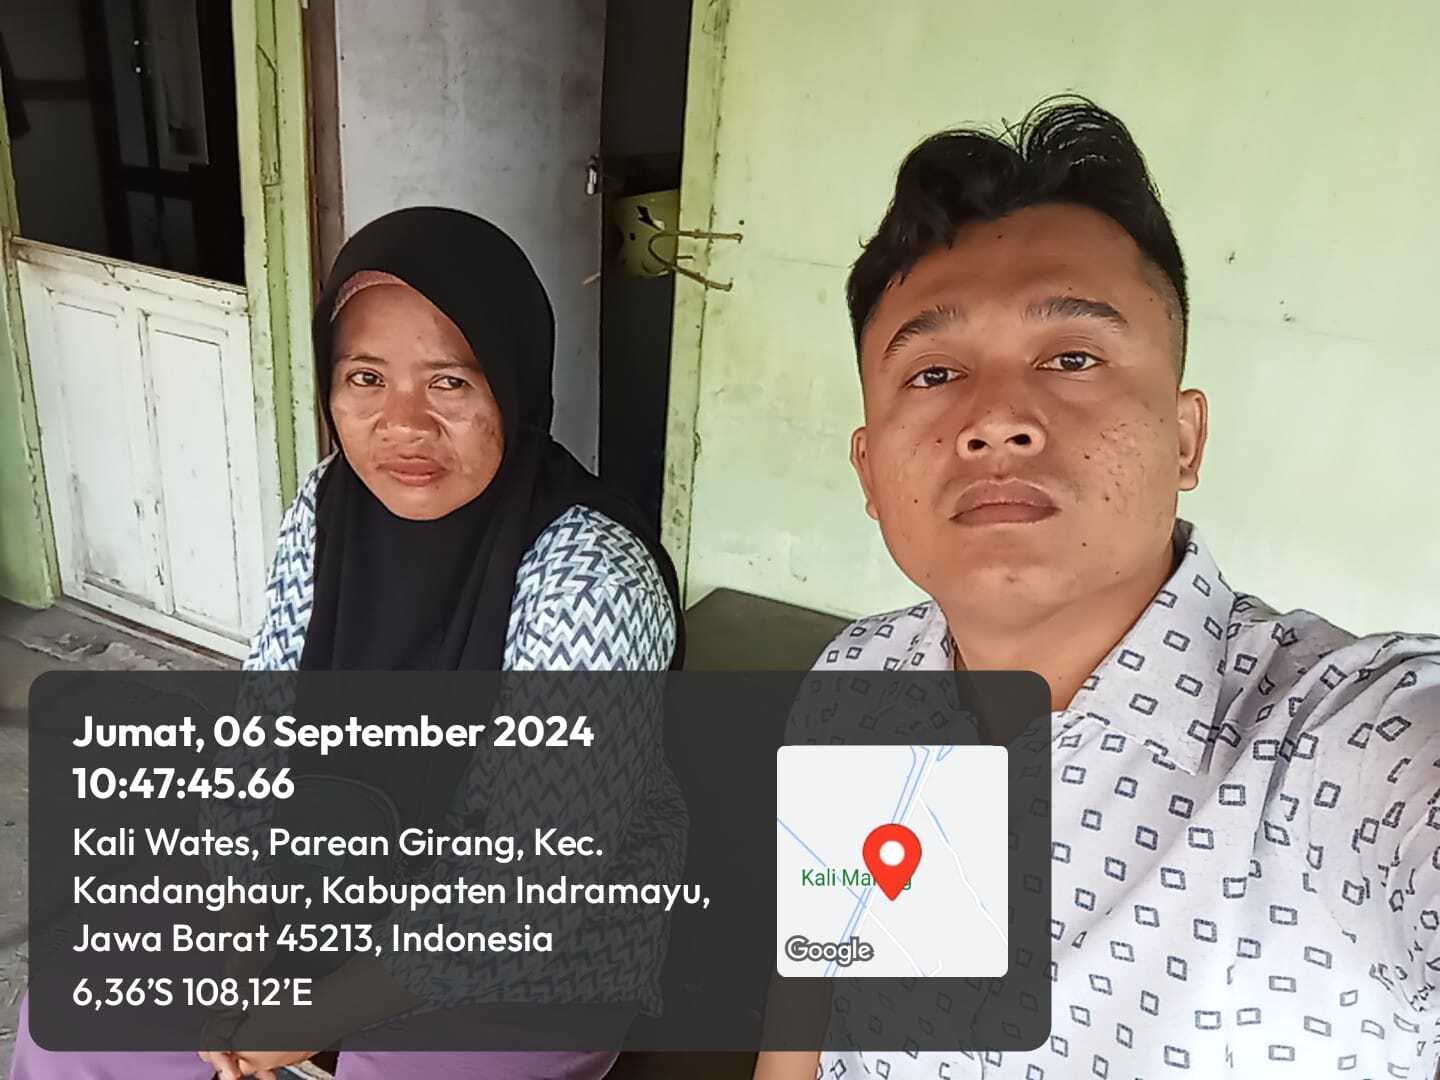 Jumat, 06 September 2024
10:47:45.66
Kali Wates, Parean Girang, Kec.
Kandanghaur, Kabupaten Indramayu,
Jawa Barat 45213, Indonesia
6,36’S 108,12’E
Kali
Google